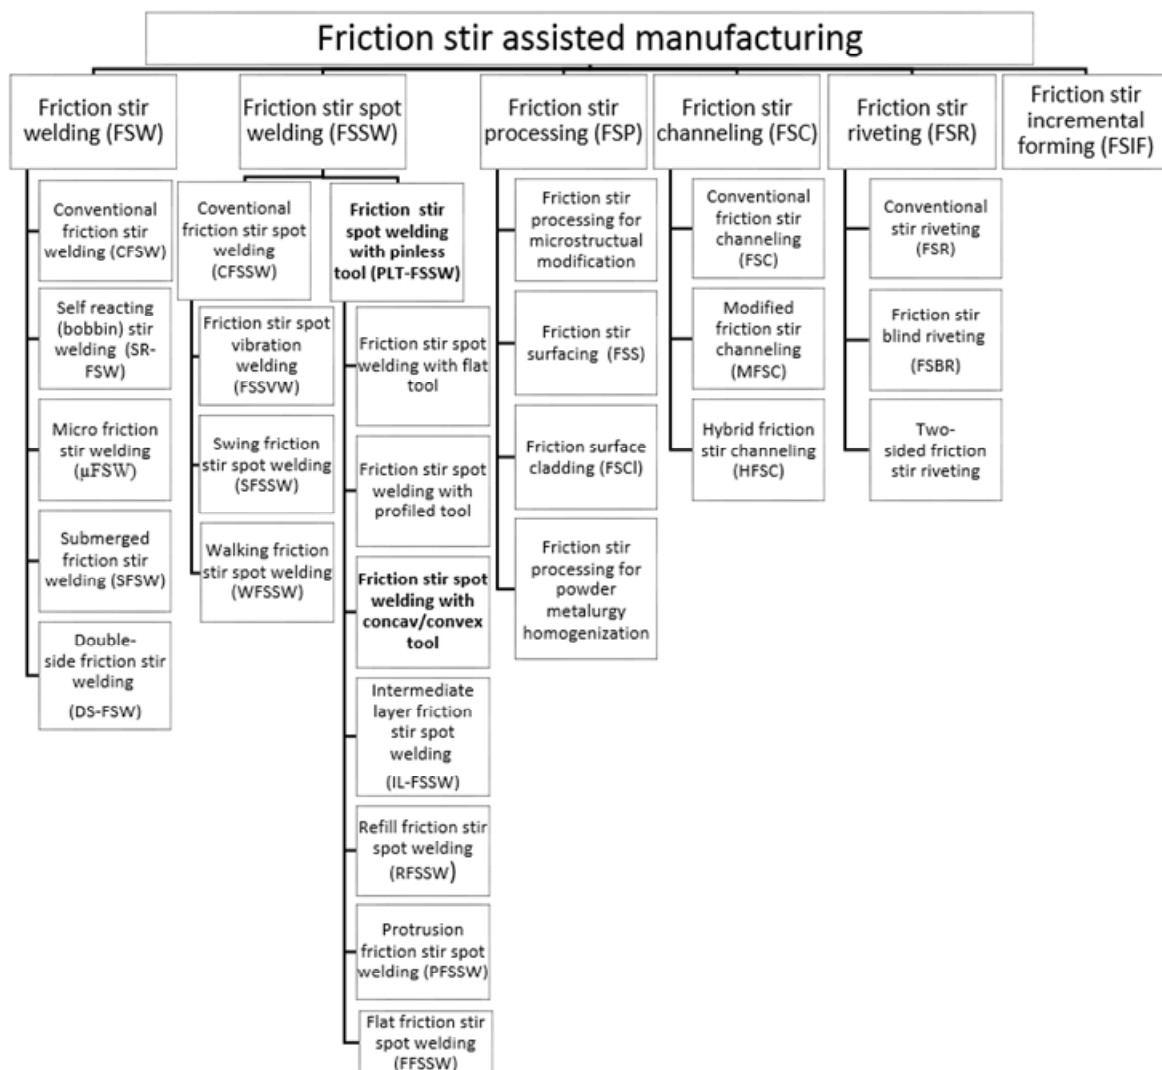 Friction stir assisted manufacturing
Friction stir
welding (FSW)
Friction stir spot
welding (FSSW)
Friction stir
processing (FSP)
Friction stir
channeling (FSC)
Friction stir
riveting (FSR)
Friction stir
incremental
forming (FSIF)
Conventional
friction stir
welding (CFSW)
Self reacting
(bobbin) stir
welding (SR-
FSW)
Micro friction
stir welding
(μFSW)
Submerged
friction stir
welding (SFSW)
Double-
side friction stir
welding
(DS-FSW)
Coventional
friction stir spot
welding
(CFSSW)
Friction stir spot
vibration
welding
(FSSVW)
Swing friction
stir spot welding
(SFSSW)
Walking friction
stir spot welding
(WFSSW)
Friction stir
spot welding
with pinless
tool (PLT-FSSW)
Friction stir spot
welding with flat
tool
Friction stir spot
welding with
profiled tool
Friction stir spot
welding with
concav/convex
tool
Intermediate
layer friction
stir spot
welding
(IL-FSSW)
Refill friction stir
spot welding
(RFSSW)
Protrusion
friction stir spot
welding (PFSSW)
Flat friction stir
spot welding
(FFSSW)
Friction stir
processing for
microstructual
modification
Friction stir
surfacing (FSS)
Friction surface
cladding (FSCl)
Friction stir
processing for
powder
metalurgy
homogenization
Conventional
friction stir
channeling
(FSC)
Modified
friction stir
channeling
(MFSC)
Hybrid friction
stir channeling
(HFSC)
Conventional
stir riveting
(FSR)
Friction stir
blind riveting
(FSBR)
Two-
sided friction
stir riveting